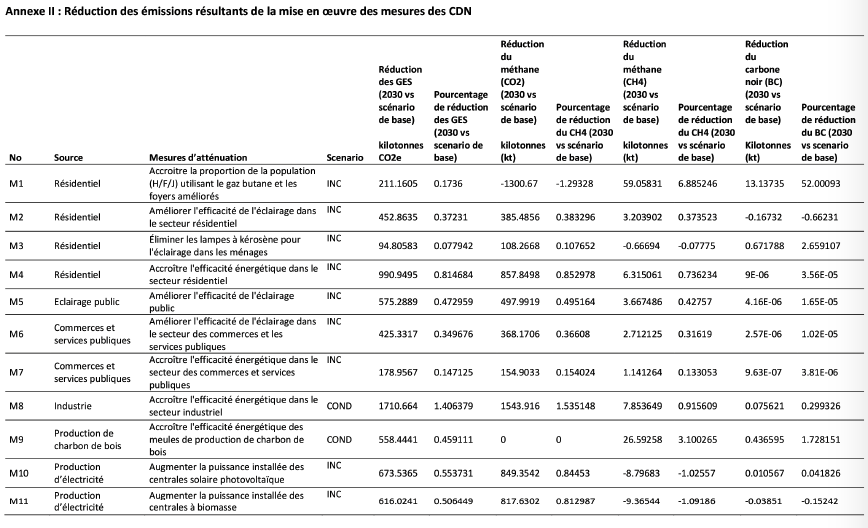 Annexe II : Réduction des émissions résultants de la mise en œuvre des mesures des CDN
No
Source
Mesures d'atténuation
Scenario
Réduction
des GES
(2030 vs
scénario
de base)
kilotonnes
CO2e
Pourcentage
de réduction
des GES
(2030 vs
scenario de
base)
Réduction
du
méthane
(CO2)
(2030 vs
scénario
de base)
Kilotonnes
(kt)
Pourcentage
de réduction
du CH4 (2030
vs scénario
de base)
Réduction
du
méthane
(CH4)
(2030 vs
scénario
de base)
kilotonnes
(kt)
Pourcentage
de réduction
du CH4 (2030
vs scénario
de base)
Réduction
du
carbone
noir (BC)
(2030 vs
scénario
de base)
Kilotonnes
(kt)
Pourcentage
de réduction
du BC (2030
vs scénario
de base)
M1 Résidentiel Accroitre la proportion de la population
(H/F/J) utilisant le gaz butane et les
foyers améliorés
INC 211.1605 0.1736 -1300.67 -1.29328 59.05831 6.885246 13.13735 52.00093
M2 Résidentiel Améliorer l'efficacité de l'éclairage dans
le secteur résidentiel
INC 452.8635 0.37231 385.4856 0.383296 3.203902 0.373523 -0.16732 -0.66231
M3 Résidentiel Éliminer les lampes à kérosène pour
l'éclairage dans les ménages
INC 94.80583 0.077942 108.2668 0.107652 -0.66694 -0.07775 0.671788 2.659107
M4 Résidentiel Accroître l'efficacité énergétique dans le
secteur résidentiel
INC 990.9495 0.814684 857.8498 0.852978 6.315061 0.736234 9E-06 3.56E-05
M5 Eclairage public Améliorer l'efficacité de l'éclairage
public
INC 575.2889 0.472959 497.9919 0.495164 3.667486 0.42757 4.16E-06 1.65E-05
M6 Commerces et
services publiques
Améliorer l'efficacité de l'éclairage dans
le secteur des commerces et les
services publiques
INC 425.3317 0.349676 368.1706 0.36608 2.712125 0.31619 2.57E-06 1.02E-05
M7 Commerces et
services publiques
Accroître l'efficacité énergétique dans le
secteur des commerces et services
publiques
INC 178.9567 0.147125 154.9033 0.154024 1.141264 0.133053 9.63E-07 3.81E-06
M8 Industrie Accroître l'efficacité énergétique dans le
secteur industriel
COND 1710.664 1.406379 1543.916 1.535148 7.853649 0.915609 0.075621 0.299326
M9 Production de
charbon de bois
Accroître l'efficacité énergétique des
meules de production de charbon de
bois
COND 558.4441 0.459111 0 0 26.59258 3.100265 0.436595 1.728151
M10 Production
d'électricité
Augmenter la puissance installée des
centrales solaire photovoltaïque
INC 673.5365 0.553731 849.3542 0.84453 -8.79683 -1.02557 0.010567 0.041826
M11 Production
d'électricité
Augmenter la puissance installée des
centrales à biomasse
INC 616.0241 0.506449 817.6302 0.812987 -9.36544 -1.09186 -0.03851 -0.15242